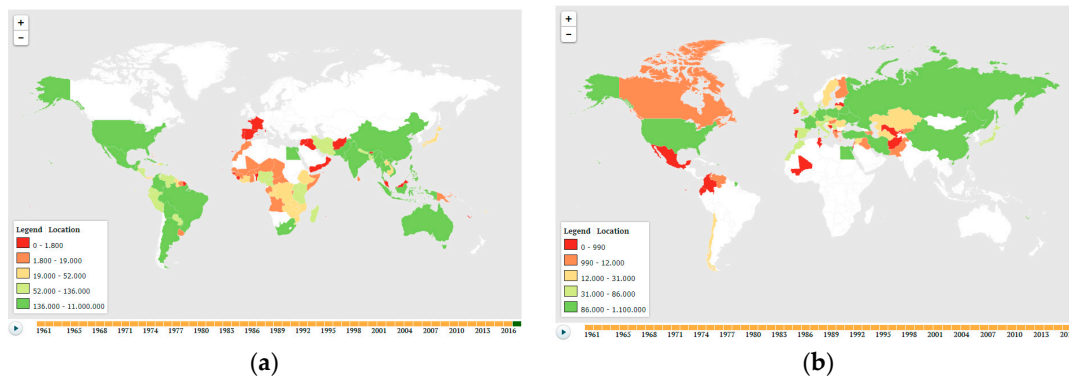 +
−
Legend Location
0 - 1.800
1.800 - 19.000
19.000 - 52.000
52.000 - 136.000
136.000 - 11.000.000
1961 1965 1968 1971 1974 1977 1980 1983 1986 1989 1992 1995 1998 2001 2004 2007 2010 2013 2016
(a)
+
−
Legend Location
0 - 990
990 - 12.000
12.000 - 31.000
31.000 - 86.000
86.000 - 1.100.000
1961 1965 1968 1971 1974 1977 1980 1983 1986 1989 1992 1995 1998 2001 2004 2007 2010 2013
(b)